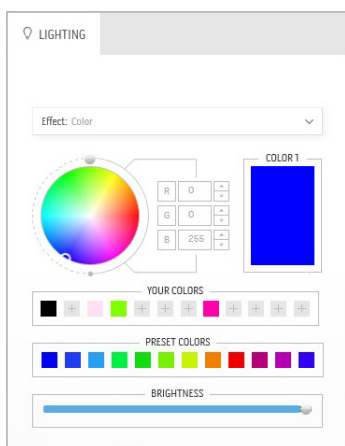 LIGHTING
Effect: Color
COLOR 1
R 0
G 0
B 255
YOUR COLORS
PRESET COLORS
BRIGHTNESS